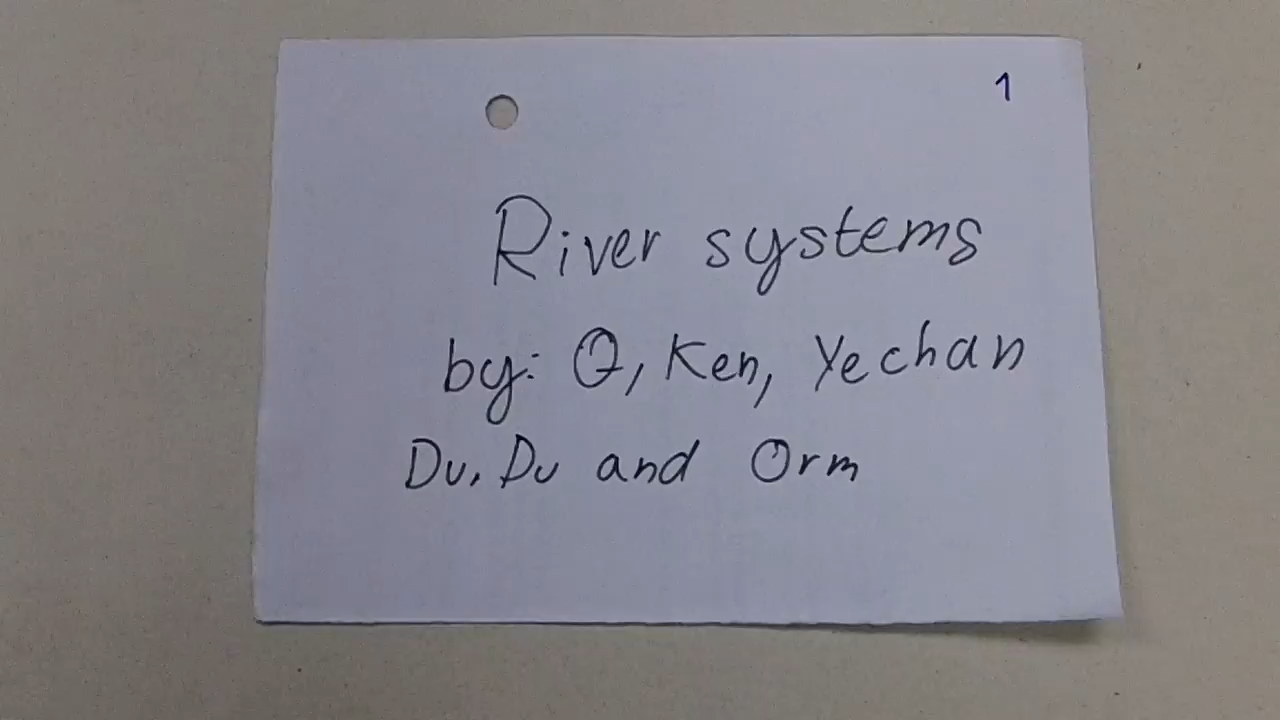 1
River systems
by: O, Ken, Yechan
Du, Du and Orm